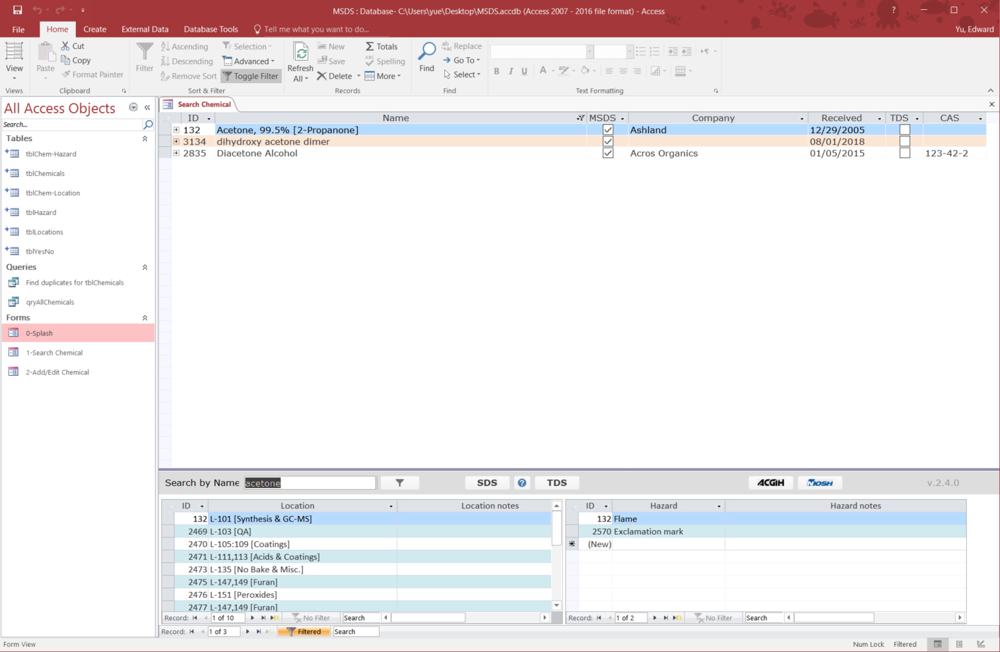 MSDS : Database- C:\Users\yue\Desktop\MSDS.accdb (Access 2007 - 2016 file format) - Access
?
File Home Create External Data Database Tools Tell me what you want to do... Yu, Edward
View
Views
Paste
Cut
Copy
Format Painter
Clipboard
Filter
Ascending
Descending
Remove Sort
Selection
Advanced
Toggle Filter
Sort & Filter
Refresh
All
New
Save
Delete
Totals
Spelling
More
Records
Find
Replace
Go To
Select
Find
B I U A
Text Formatting
All Access Objects
Search...
Tables
tblChem-Hazard
tblChemicals
tblChem-Location
tblHazard
tblLocations
tblYesNo
Queries
Find duplicates for tblChemicals
qryAllChemicals
Forms
0-Splash
1-Search Chemical
2-Add/Edit Chemical
Search Chemical
ID Name MSDS Company Received TDS CAS
132 Acetone, 99.5% [2-Propanone] Ashland 12/29/2005
3134 dihydroxy acetone dimer 08/01/2018
2835 Diacetone Alcohol Acros Organics 01/05/2015 123-42-2
Search by Name acetone SDS ? TDS ACGIH NIOSH v.2.4.0
ID Location Location notes
132 L-101 [Synthesis & GC-MS]
2469 L-103 [QA]
2470 L-105:109 [Coatings]
2471 L-111,113 [Acids & Coatings]
2473 L-135 [No Bake & Misc.]
2475 L-147,149 [Furan]
2476 L-151 [Peroxides]
2477 L-147,149 [Furan]
Record: 1 of 10 No Filter Search
ID Hazard Hazard notes
132 Flame
2570 Exclamation mark
(New)
Record: 1 of 2 No Filter Search
Record: 1 of 3 Filtered Search
Form View Num Lock Filtered